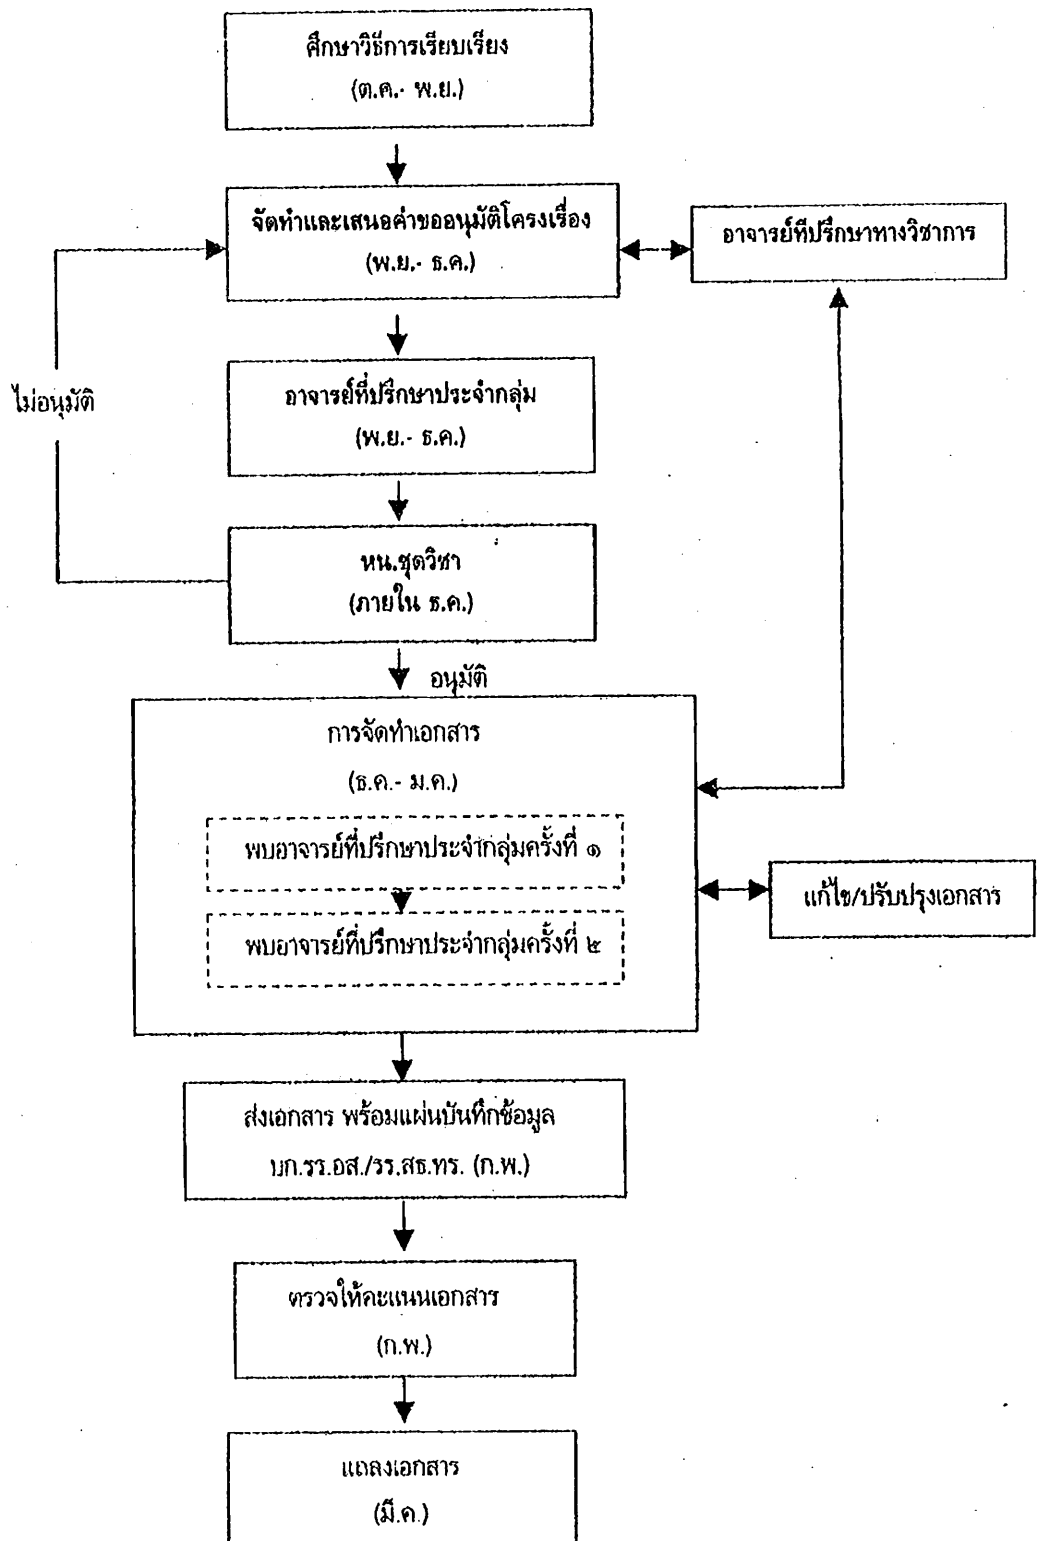 ศึกษาวิธีการเรียบเรียง
(ต.ค.- พ.ย.)
จัดทำและเสนอคำขออนุมัติโครงเรื่อง
(พ.ย.- ธ.ค.)
อาจารย์ที่ปรึกษาทางวิชาการ
อาจารย์ที่ปรึกษาประจำกลุ่ม
(พ.ย.- ธ.ค.)
ไม่อนุมัติ
หน.ชุดวิชา
(ภายใน ธ.ค.)
อนุมัติ
การจัดทำเอกสาร
(ธ.ค.- ม.ค.)
พบอาจารย์ที่ปรึกษาประจำกลุ่มครั้งที่ ๑
แก้ไข/ปรับปรุงเอกสาร
พบอาจารย์ที่ปรึกษาประจำกลุ่มครั้งที่ ๒
ส่งเอกสาร พร้อมแผ่นบันทึกข้อมูล
บก.รร.อส./รร.สธ.ทร. (ก.พ.)
ตรวจให้คะแนนเอกสาร
(ก.พ.)
แถลงเอกสาร
(มี.ค.)